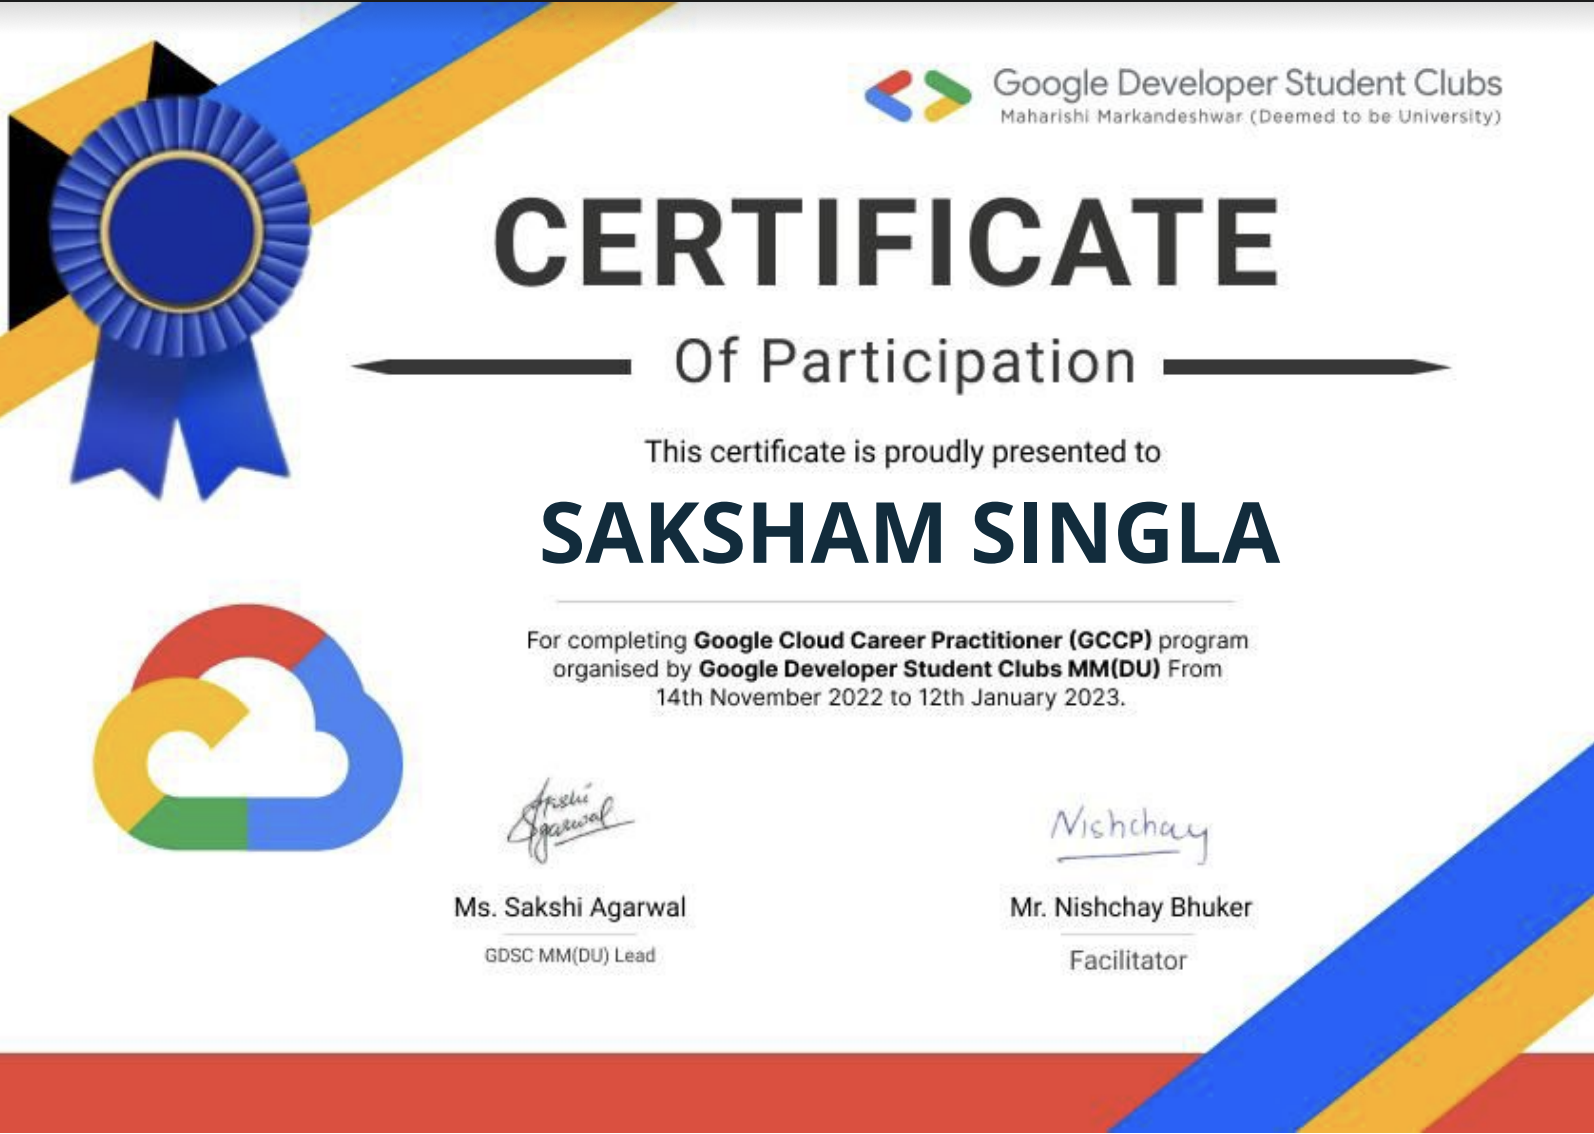 Google Developer Student Clubs
Maharishi Markandeshwar (Deemed to be University)
CERTIFICATE
Of Participation
This certificate is proudly presented to
SAKSHAM SINGLA
For completing Google Cloud Career Practitioner (GCCP) program
organised by Google Developer Student Clubs MM(DU) From
14th November 2022 to 12th January 2023.
Sakshi
Agarwal
Nishchay
Ms. Sakshi Agarwal
Mr. Nishchay Bhuker
GDSC MM(DU) Lead
Facilitator